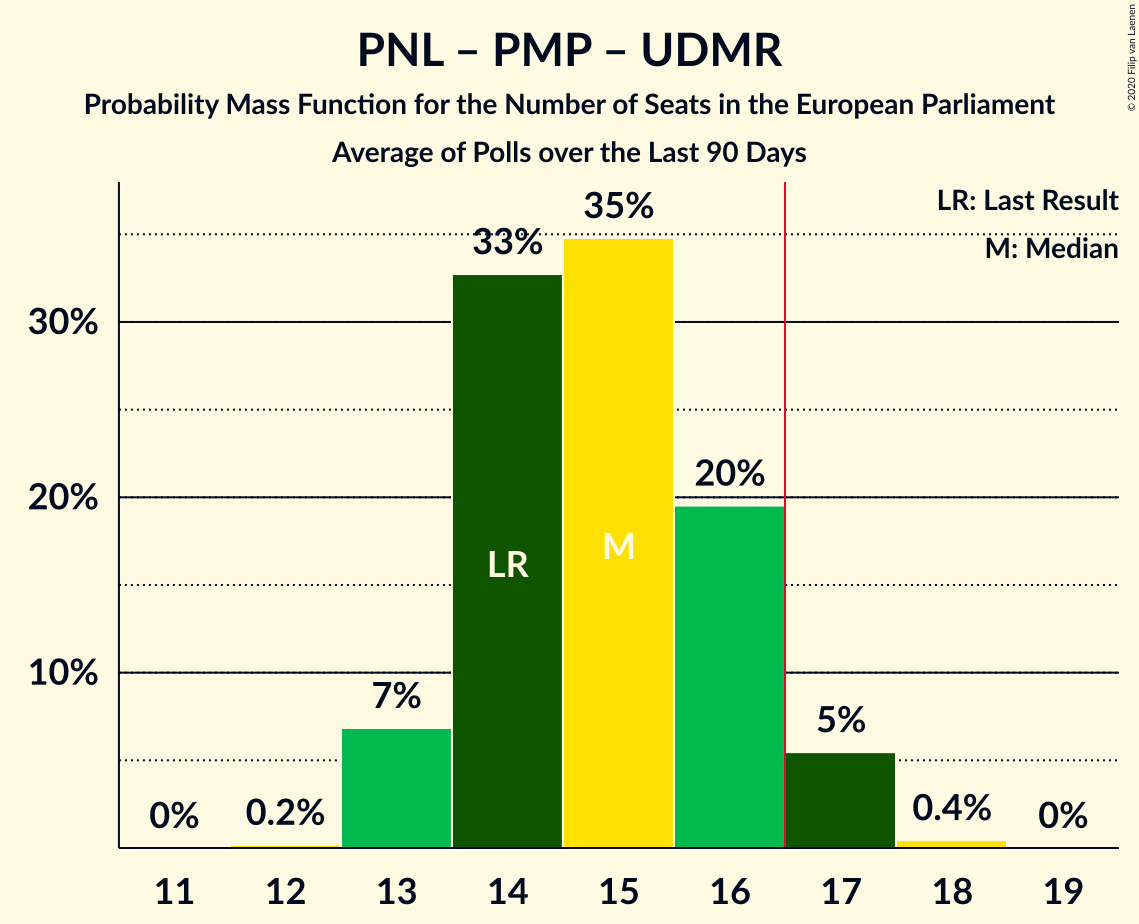 PNL – PMP – UDMR
Probability Mass Function for the Number of Seats in the European Parliament
Average of Polls over the Last 90 Days
© 2020 Filip van Laenen
LR: Last Result
M: Median
35%
33%
30%
20%
20%
10%
7%
5%
0%
0.2%
0.4%
0%
LR
M
11
12
13
14
15
16
17
18
19